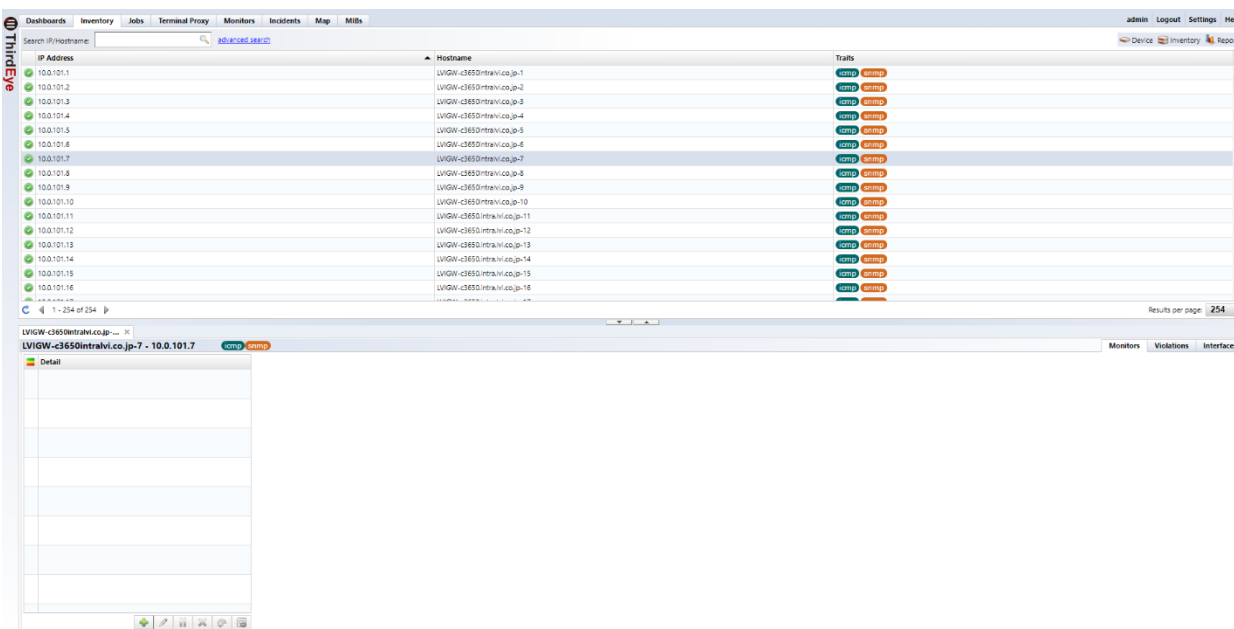 Dashboards Inventory Jobs Terminal Proxy Monitors Incidents Map MIBs admin Logout Settings He
ThirdEye
Search IP/Hostname: advanced search Device Inventory Repo
IP Address Hostname Traits
10.0.101.1 LVIGW-c3650intralvi.co.jp-1 icmp snmp
10.0.101.2 LVIGW-c3650intralvi.co.jp-2 icmp snmp
10.0.101.3 LVIGW-c3650intralvi.co.jp-3 icmp snmp
10.0.101.4 LVIGW-c3650intralvi.co.jp-4 icmp snmp
10.0.101.5 LVIGW-c3650intralvi.co.jp-5 icmp snmp
10.0.101.6 LVIGW-c3650intralvi.co.jp-6 icmp snmp
10.0.101.7 LVIGW-c3650intralvi.co.jp-7 icmp snmp
10.0.101.8 LVIGW-c3650intralvi.co.jp-8 icmp snmp
10.0.101.9 LVIGW-c3650intralvi.co.jp-9 icmp snmp
10.0.101.10 LVIGW-c3650intralvi.co.jp-10 icmp snmp
10.0.101.11 LVIGW-c3650.intra.lvi.co.jp-11 icmp snmp
10.0.101.12 LVIGW-c3650.intra.lvi.co.jp-12 icmp snmp
10.0.101.13 LVIGW-c3650.intra.lvi.co.jp-13 icmp snmp
10.0.101.14 LVIGW-c3650.intra.lvi.co.jp-14 icmp snmp
10.0.101.15 LVIGW-c3650.intra.lvi.co.jp-15 icmp snmp
10.0.101.16 LVIGW-c3650.intra.lvi.co.jp-16 icmp snmp
1 - 254 of 254 Results per page: 254
LVIGW-c3650intralvi.co.jp-...
LVIGW-c3650intralvi.co.jp-7 - 10.0.101.7 icmp snmp Monitors Violations Interface
Detail